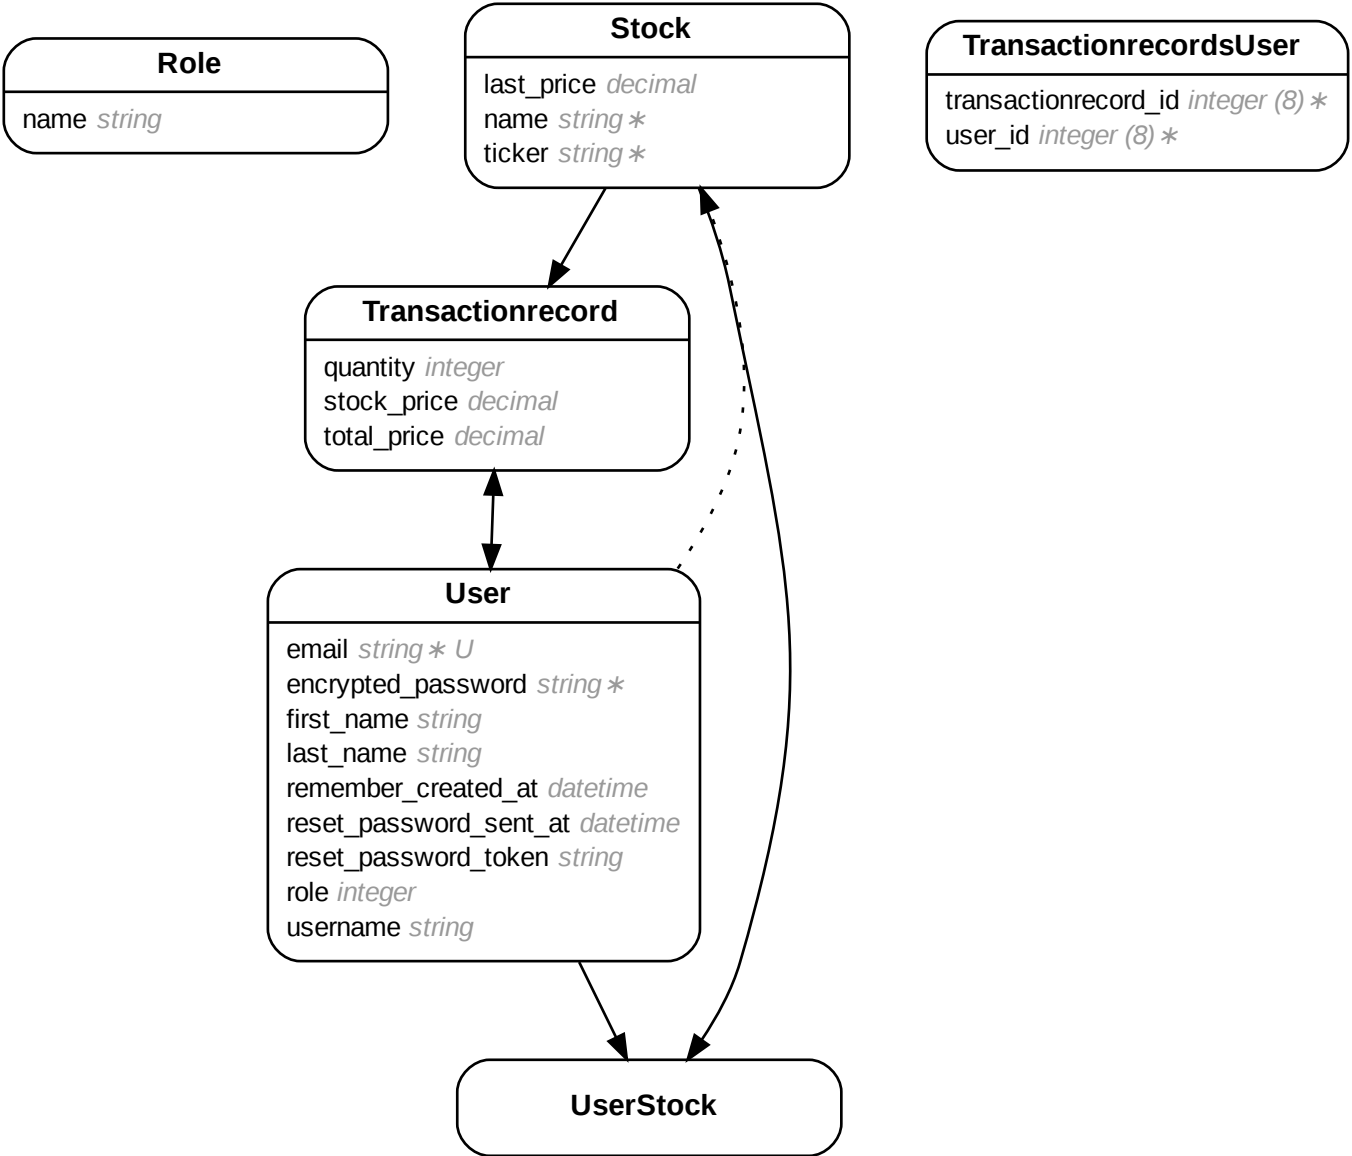 Role
name string
Stock
last_price decimal
name string∗
ticker string∗
TransactionrecordsUser
transactionrecord_id integer (8)∗
user_id integer (8)∗
Transactionrecord
quantity integer
stock_price decimal
total_price decimal
User
email string∗ U
encrypted_password string∗
first_name string
last_name string
remember_created_at datetime
reset_password_sent_at datetime
reset_password_token string
role integer
username string
UserStock